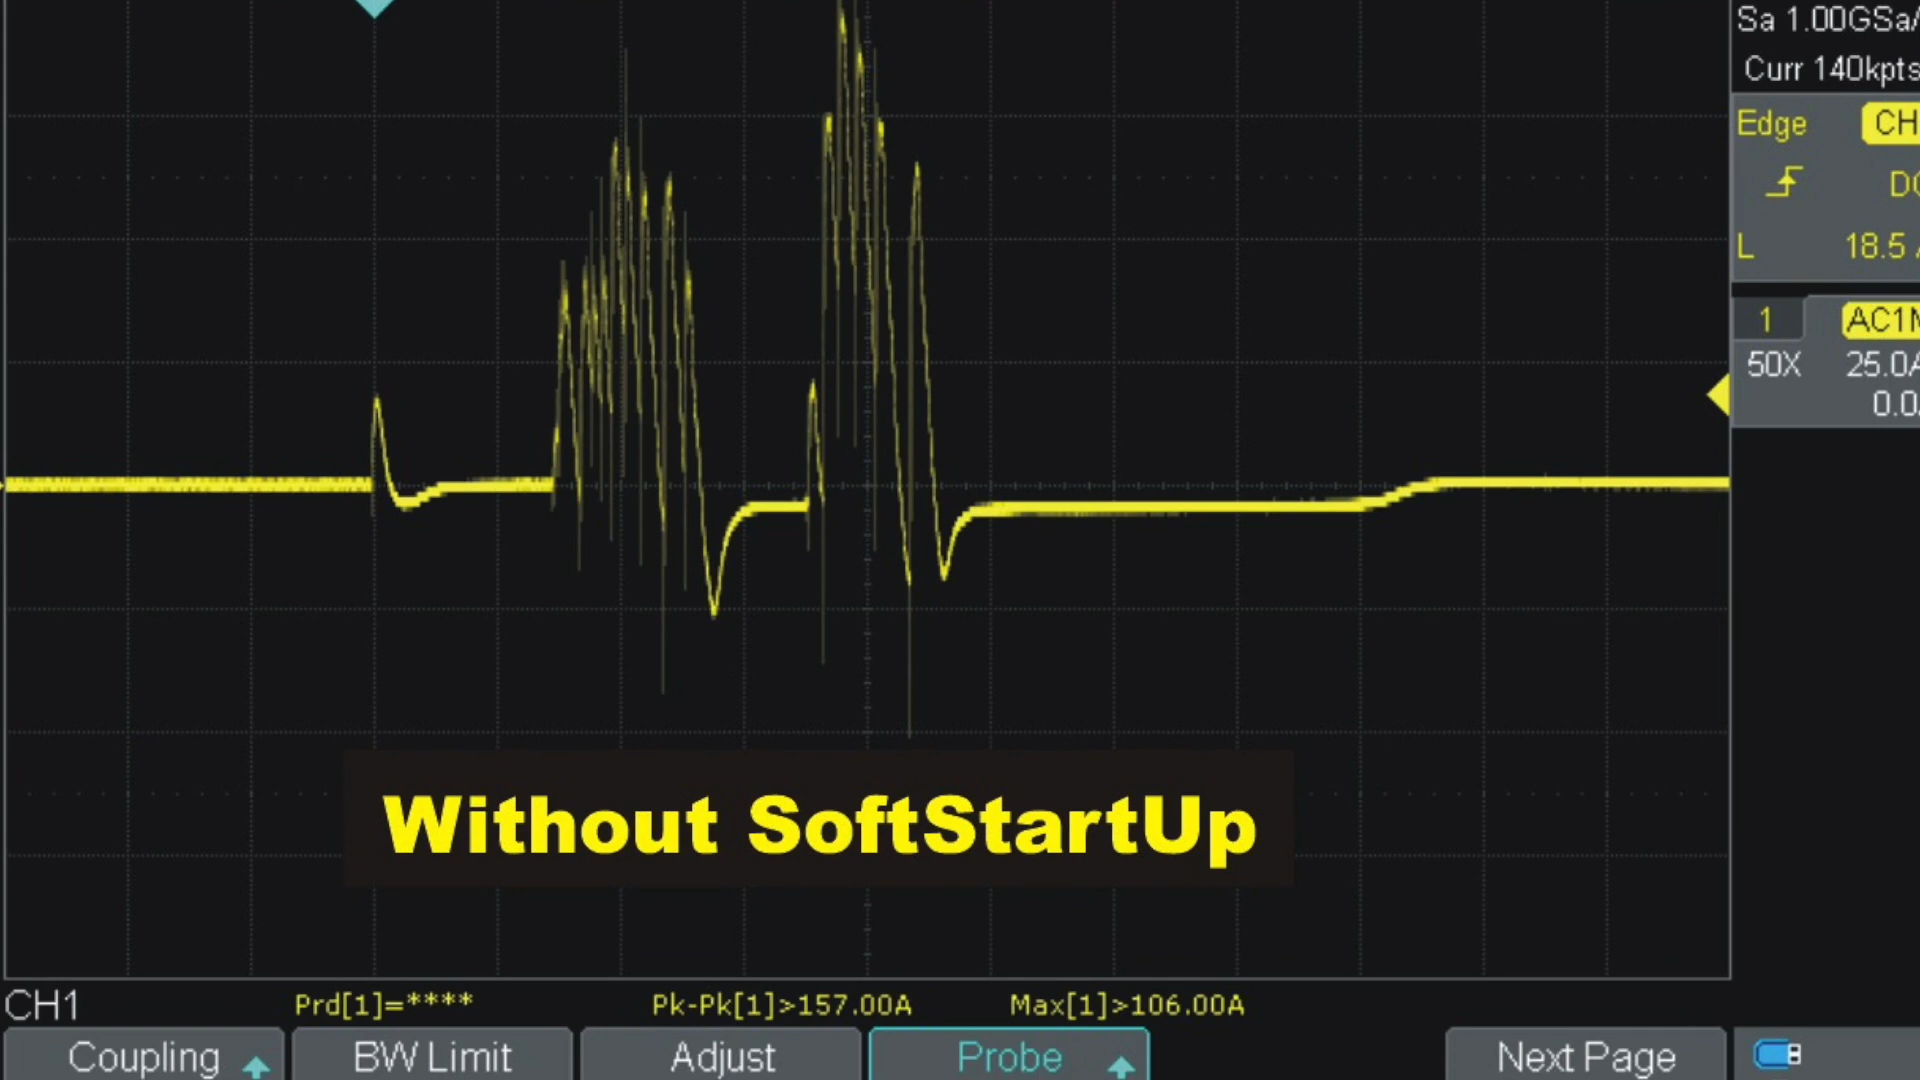 Sa 1.00GSa/
Curr 140kpts
Edge CH
DC
L 18.5
1 AC1M
50X 25.0A
0.0
Without SoftStartUp
CH1 Prd[1]=**** Pk-Pk[1]>157.00A Max[1]>106.00A
Coupling BW Limit Adjust Probe Next Page